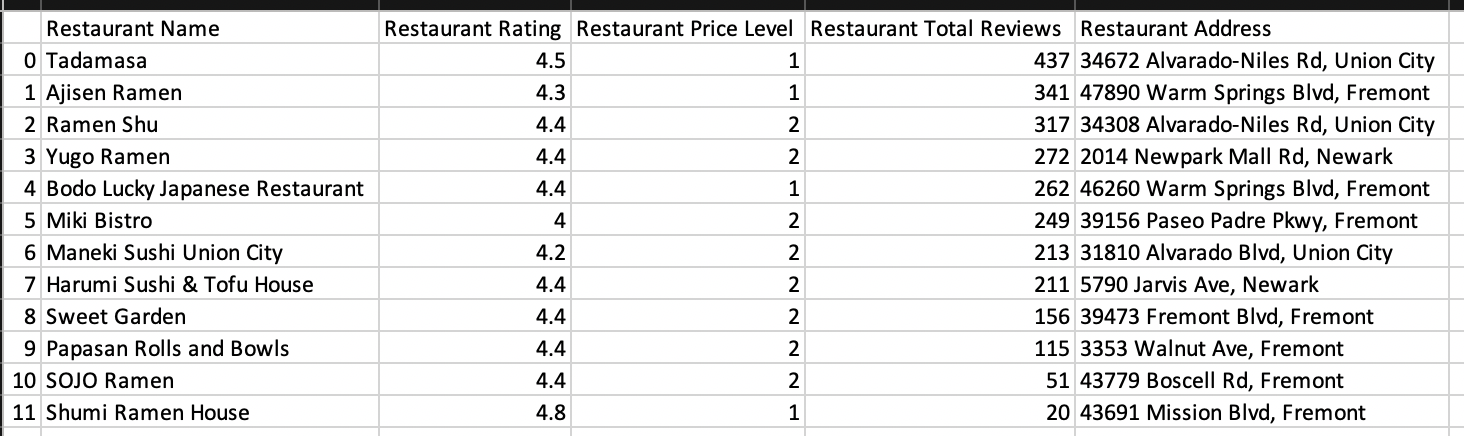 Restaurant Name Restaurant Rating Restaurant Price Level Restaurant Total Reviews Restaurant Address
0 Tadamasa 4.5 1 437 34672 Alvarado-Niles Rd, Union City
1 Ajisen Ramen 4.3 1 341 47890 Warm Springs Blvd, Fremont
2 Ramen Shu 4.4 2 317 34308 Alvarado-Niles Rd, Union City
3 Yugo Ramen 4.4 2 272 2014 Newpark Mall Rd, Newark
4 Bodo Lucky Japanese Restaurant 4.4 1 262 46260 Warm Springs Blvd, Fremont
5 Miki Bistro 4 2 249 39156 Paseo Padre Pkwy, Fremont
6 Maneki Sushi Union City 4.2 2 213 31810 Alvarado Blvd, Union City
7 Harumi Sushi & Tofu House 4.4 2 211 5790 Jarvis Ave, Newark
8 Sweet Garden 4.4 2 156 39473 Fremont Blvd, Fremont
9 Papasan Rolls and Bowls 4.4 2 115 3353 Walnut Ave, Fremont
10 SOJO Ramen 4.4 2 51 43779 Boscell Rd, Fremont
11 Shumi Ramen House 4.8 1 20 43691 Mission Blvd, Fremont